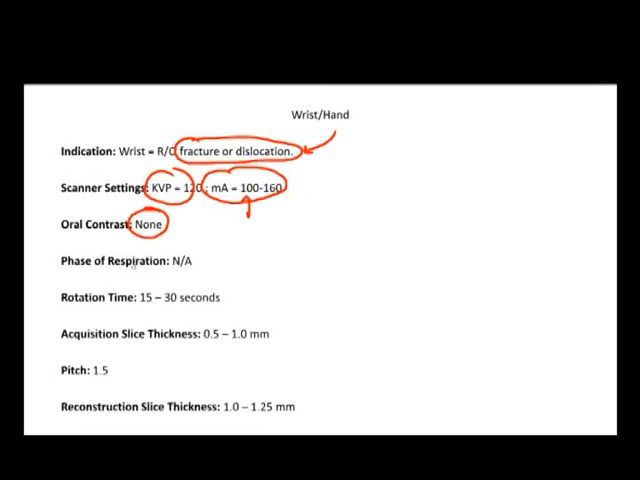 Wrist/Hand
Indication: Wrist = R/O fracture or dislocation.
Scanner Settings: KVP = 120 ; mA = 100-160
Oral Contrast: None
Phase of Respiration: N/A
Rotation Time: 15 – 30 seconds
Acquisition Slice Thickness: 0.5 – 1.0 mm
Pitch: 1.5
Reconstruction Slice Thickness: 1.0 – 1.25 mm